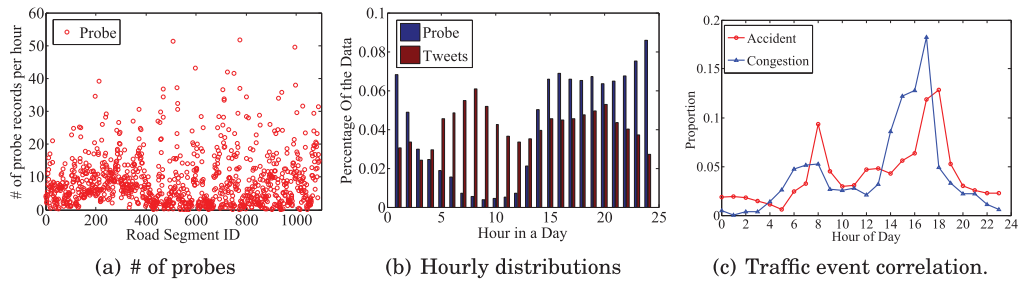 # of probe records per hour
60
50
40
30
20
10
0
Probe
0 200 400 600 800 1000
Road Segment ID
(a) # of probes
Percentage Of the Data
0.1
0.08
0.06
0.04
0.02
0
Probe
Tweets
0 5 10 15 20 25
Hour in a Day
(b) Hourly distributions
Proportion
0.2
0.15
0.1
0.05
0
Accident
Congestion
0 2 4 6 8 10 12 14 16 18 20 22 24
Hour of Day
(c) Traffic event correlation.